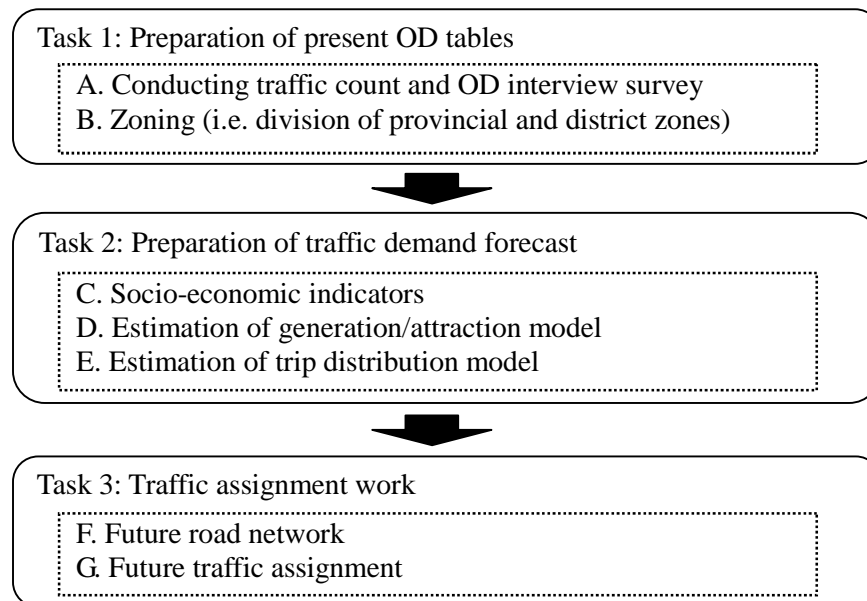 Task 1: Preparation of present OD tables
A. Conducting traffic count and OD interview survey
B. Zoning (i.e. division of provincial and district zones)
Task 2: Preparation of traffic demand forecast
C. Socio-economic indicators
D. Estimation of generation/attraction model
E. Estimation of trip distribution model
Task 3: Traffic assignment work
F. Future road network
G. Future traffic assignment